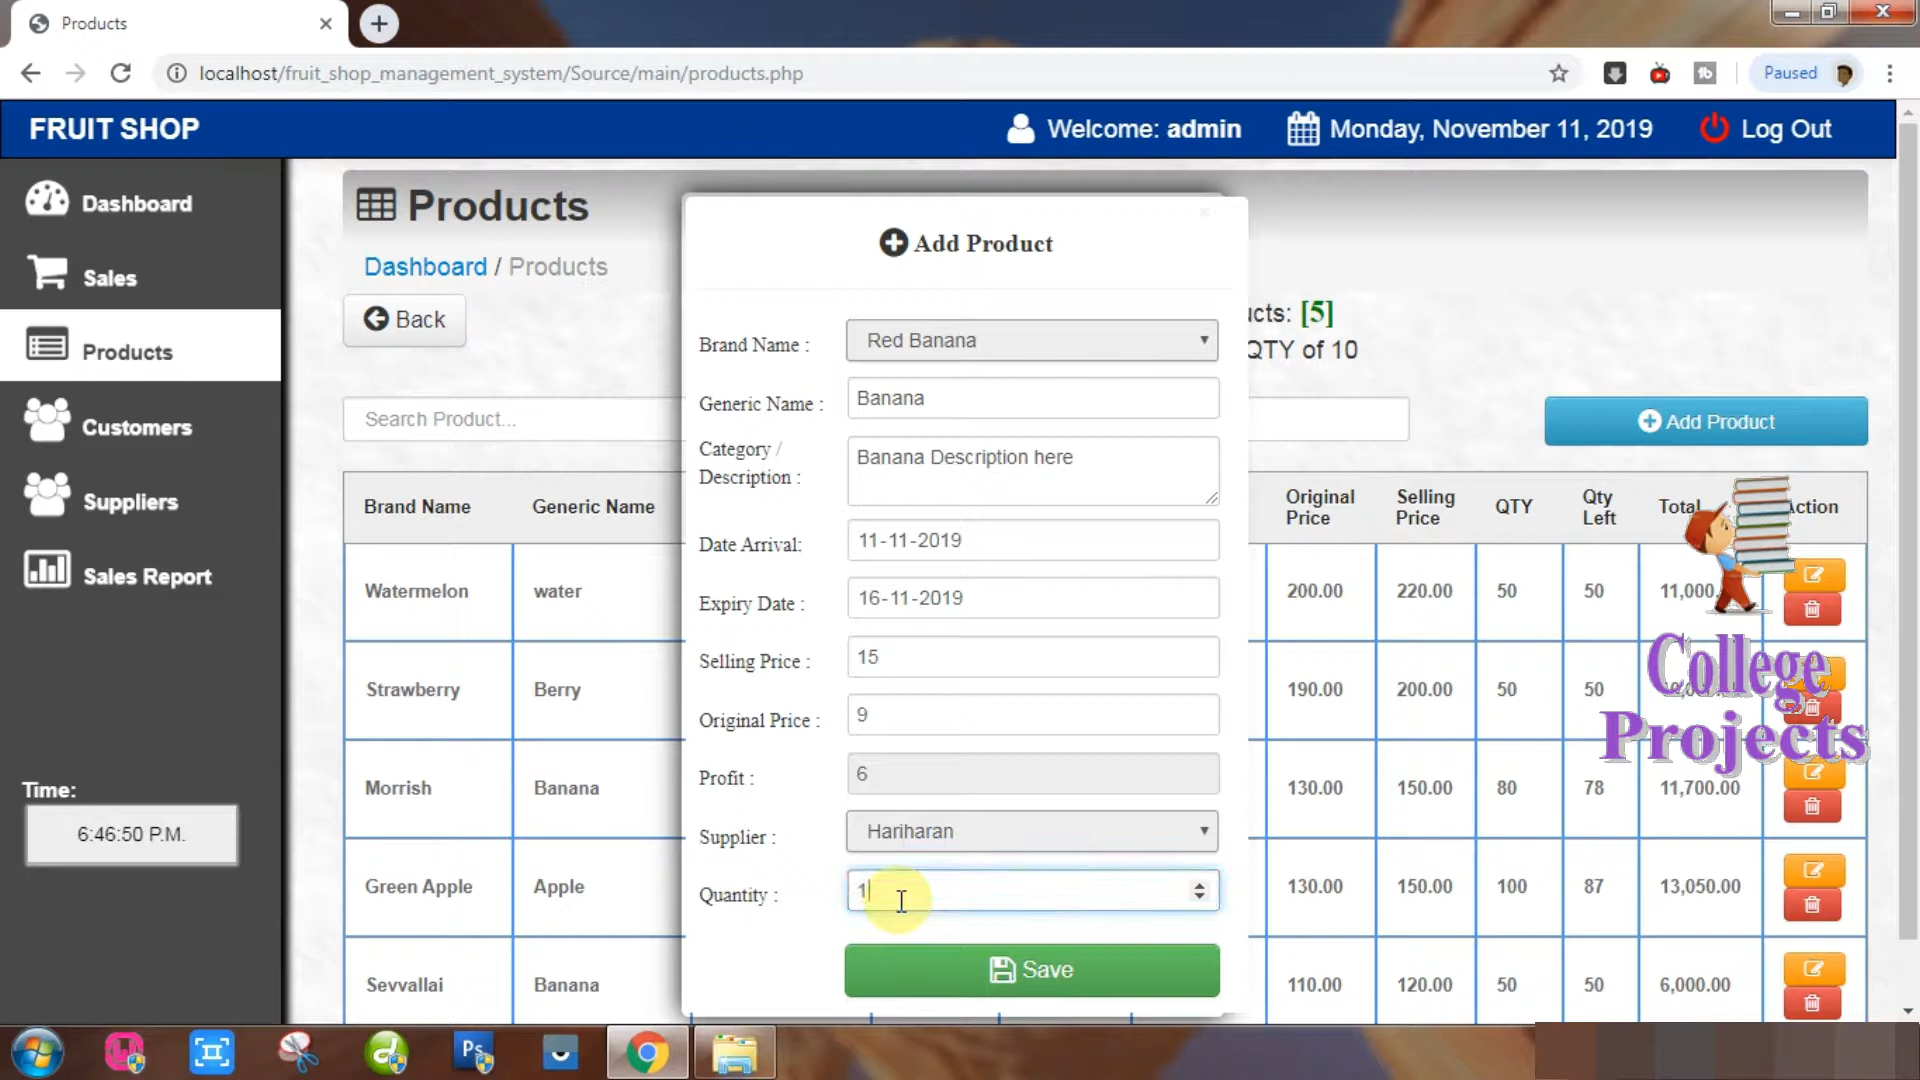 Products
localhost/fruit_shop_management_system/Source/main/products.php
Paused
FRUIT SHOP
Welcome: admin
Monday, November 11, 2019
Log Out
Dashboard
Sales
Products
Customers
Suppliers
Sales Report
Time:
6:46:50 P.M.
Products
Dashboard / Products
Back
ucts: [5]
QTY of 10
Search Product...
Add Product
Brand Name Generic Name Original Price Selling Price QTY Qty Left Total Action
Watermelon water 200.00 220.00 50 50 11,000
Strawberry Berry 190.00 200.00 50 50
Morrish Banana 130.00 150.00 80 78 11,700.00
Green Apple Apple 130.00 150.00 100 87 13,050.00
Sevvallai Banana 110.00 120.00 50 50 6,000.00
Add Product
Brand Name : Red Banana
Generic Name : Banana
Category / Description : Banana Description here
Date Arrival: 11-11-2019
Expiry Date : 16-11-2019
Selling Price : 15
Original Price : 9
Profit : 6
Supplier : Hariharan
Quantity : 1
Save
College
Projects
Ps